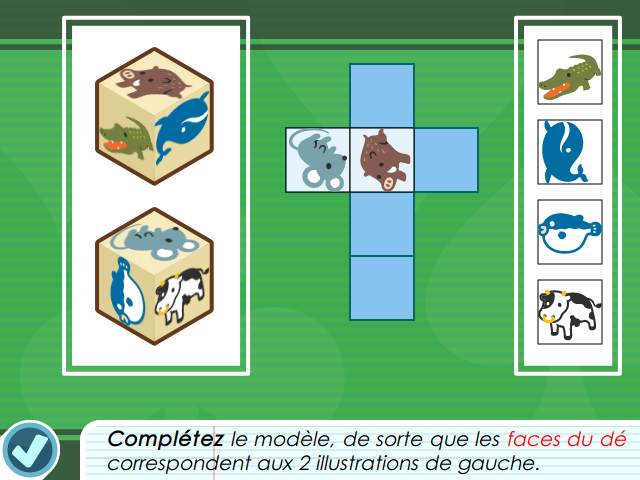 Complétez le modèle, de sorte que les faces du dé
correspondent aux 2 illustrations de gauche.